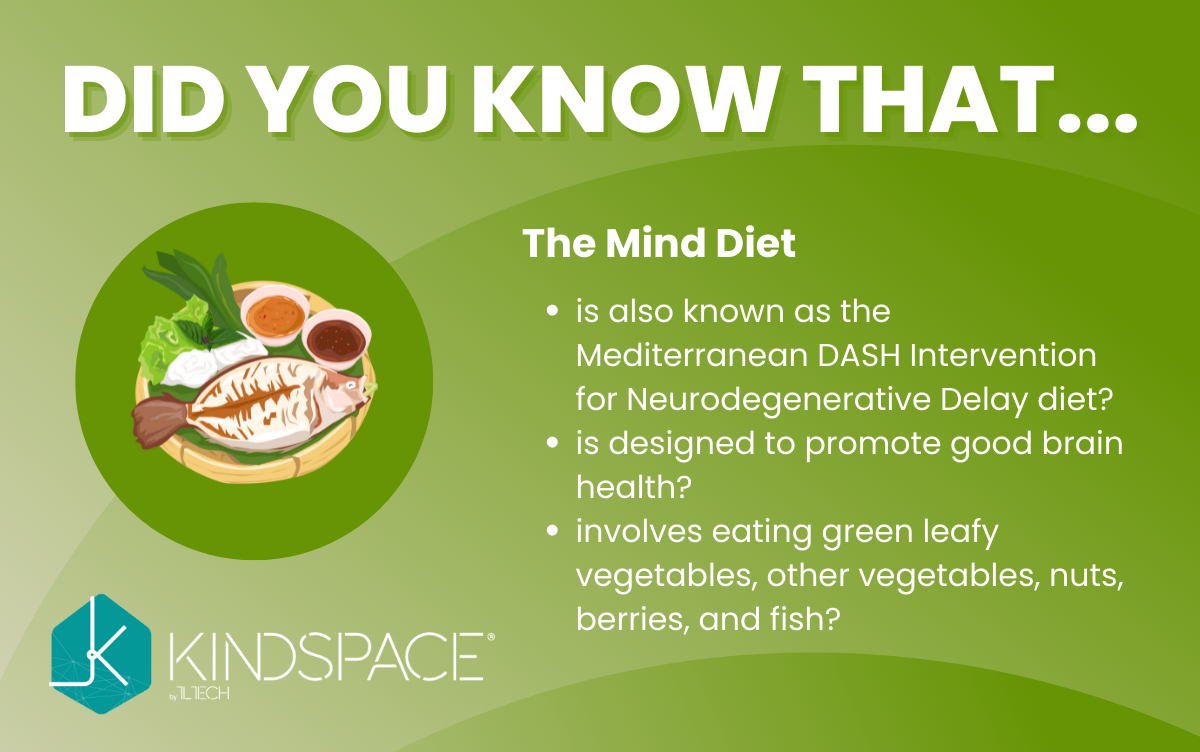 DID YOU KNOW THAT...
The Mind Diet
• is also known as the
Mediterranean DASH Intervention
for Neurodegenerative Delay diet?
• is designed to promote good brain
health?
• involves eating green leafy
vegetables, other vegetables, nuts,
berries, and fish?
KINDSPACE®
by TLTECH